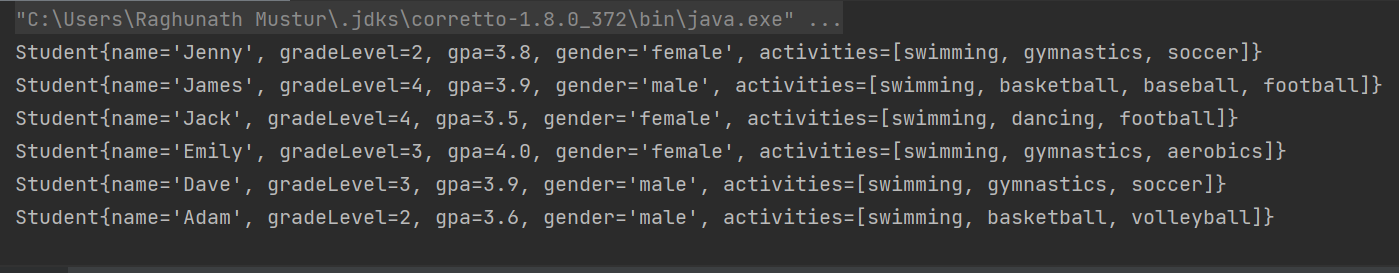 "C:\Users\Raghunath Mustur\.jdks\corretto-1.8.0_372\bin\java.exe" ...
Student{name='Jenny', gradeLevel=2, gpa=3.8, gender='female', activities=[swimming, gymnastics, soccer]}
Student{name='James', gradeLevel=4, gpa=3.9, gender='male', activities=[swimming, basketball, baseball, football]}
Student{name='Jack', gradeLevel=4, gpa=3.5, gender='female', activities=[swimming, dancing, football]}
Student{name='Emily', gradeLevel=3, gpa=4.0, gender='female', activities=[swimming, gymnastics, aerobics]}
Student{name='Dave', gradeLevel=3, gpa=3.9, gender='male', activities=[swimming, gymnastics, soccer]}
Student{name='Adam', gradeLevel=2, gpa=3.6, gender='male', activities=[swimming, basketball, volleyball]}